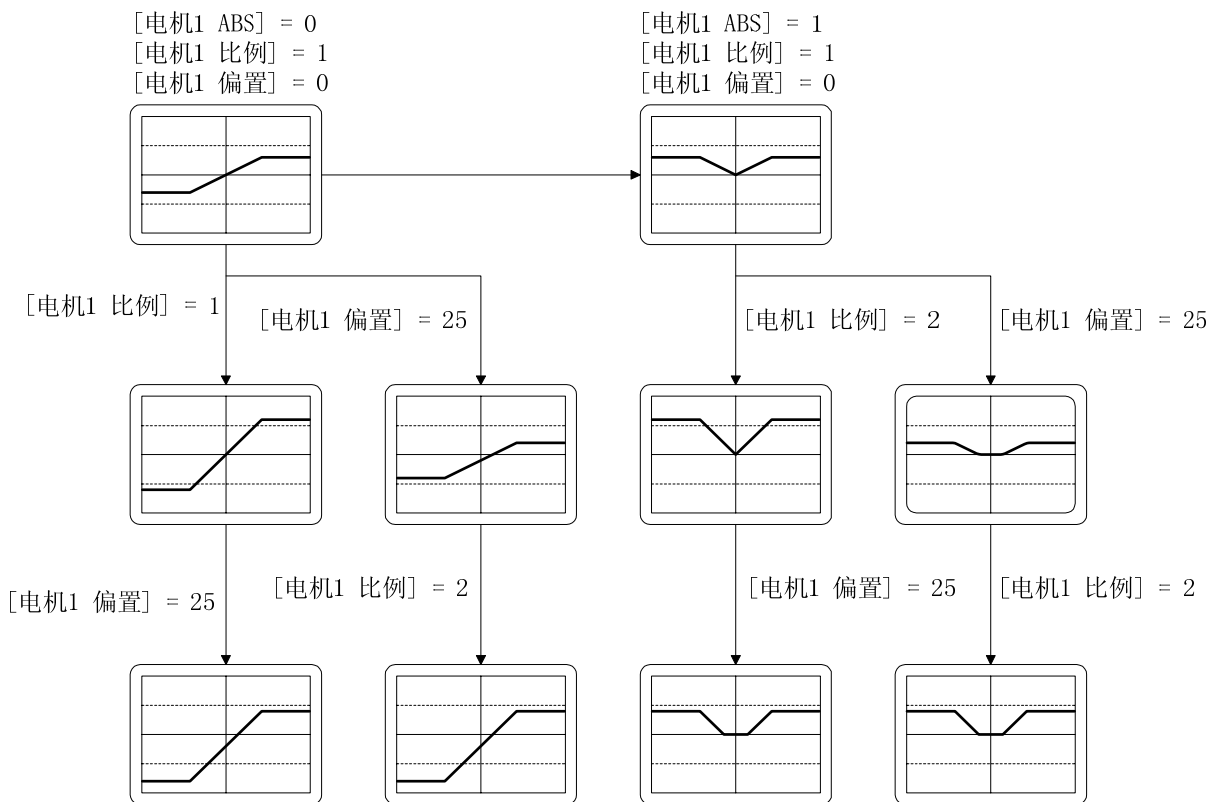 [电机1 ABS] = 0
[电机1 比例] = 1
[电机1 偏置] = 0
[电机1 ABS] = 1
[电机1 比例] = 1
[电机1 偏置] = 0
[电机1 比例] = 1
[电机1 偏置] = 25
[电机1 比例] = 2
[电机1 偏置] = 25
[电机1 偏置] = 25
[电机1 比例] = 2
[电机1 偏置] = 25
[电机1 比例] = 2